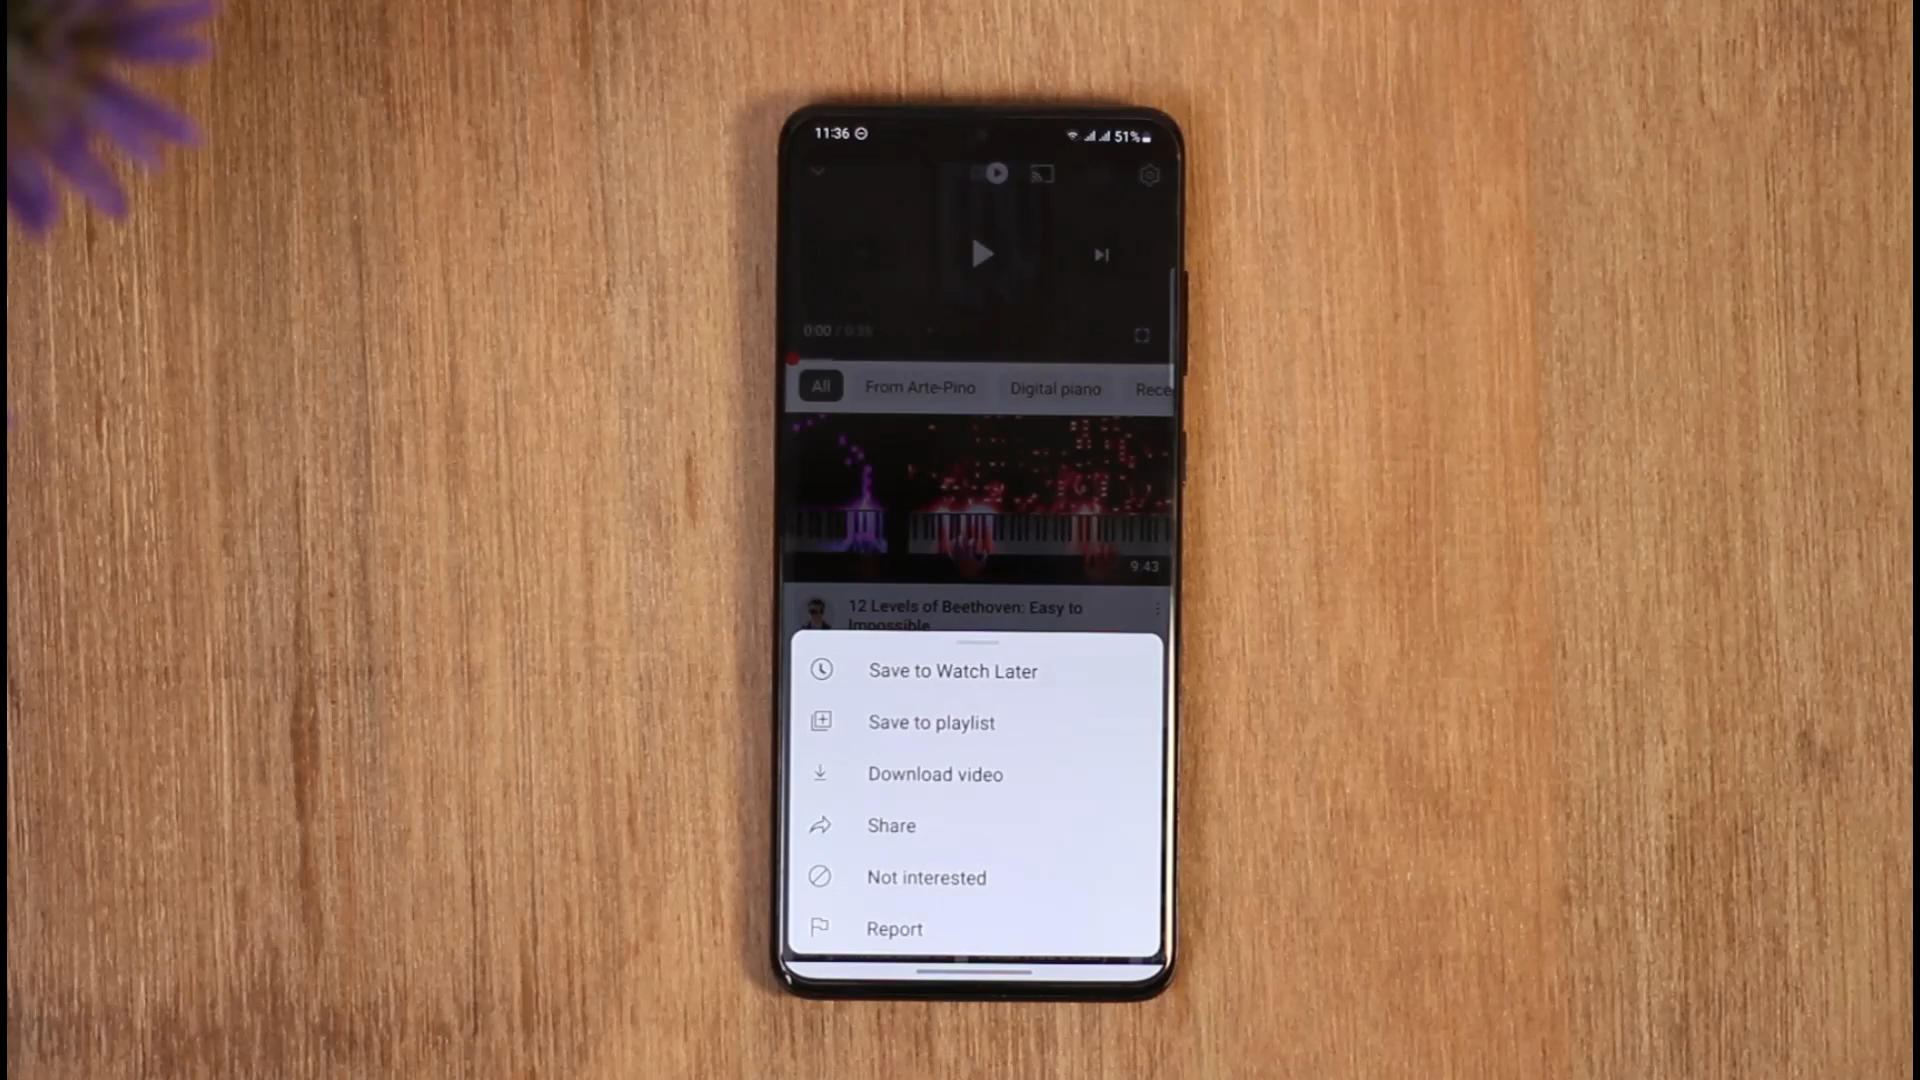 11:36
51%
0:00 / 0:39
All From Arte-Pino Digital piano Rece
9:43
12 Levels of Beethoven: Easy to
Impossible
Save to Watch Later
Save to playlist
Download video
Share
Not interested
Report